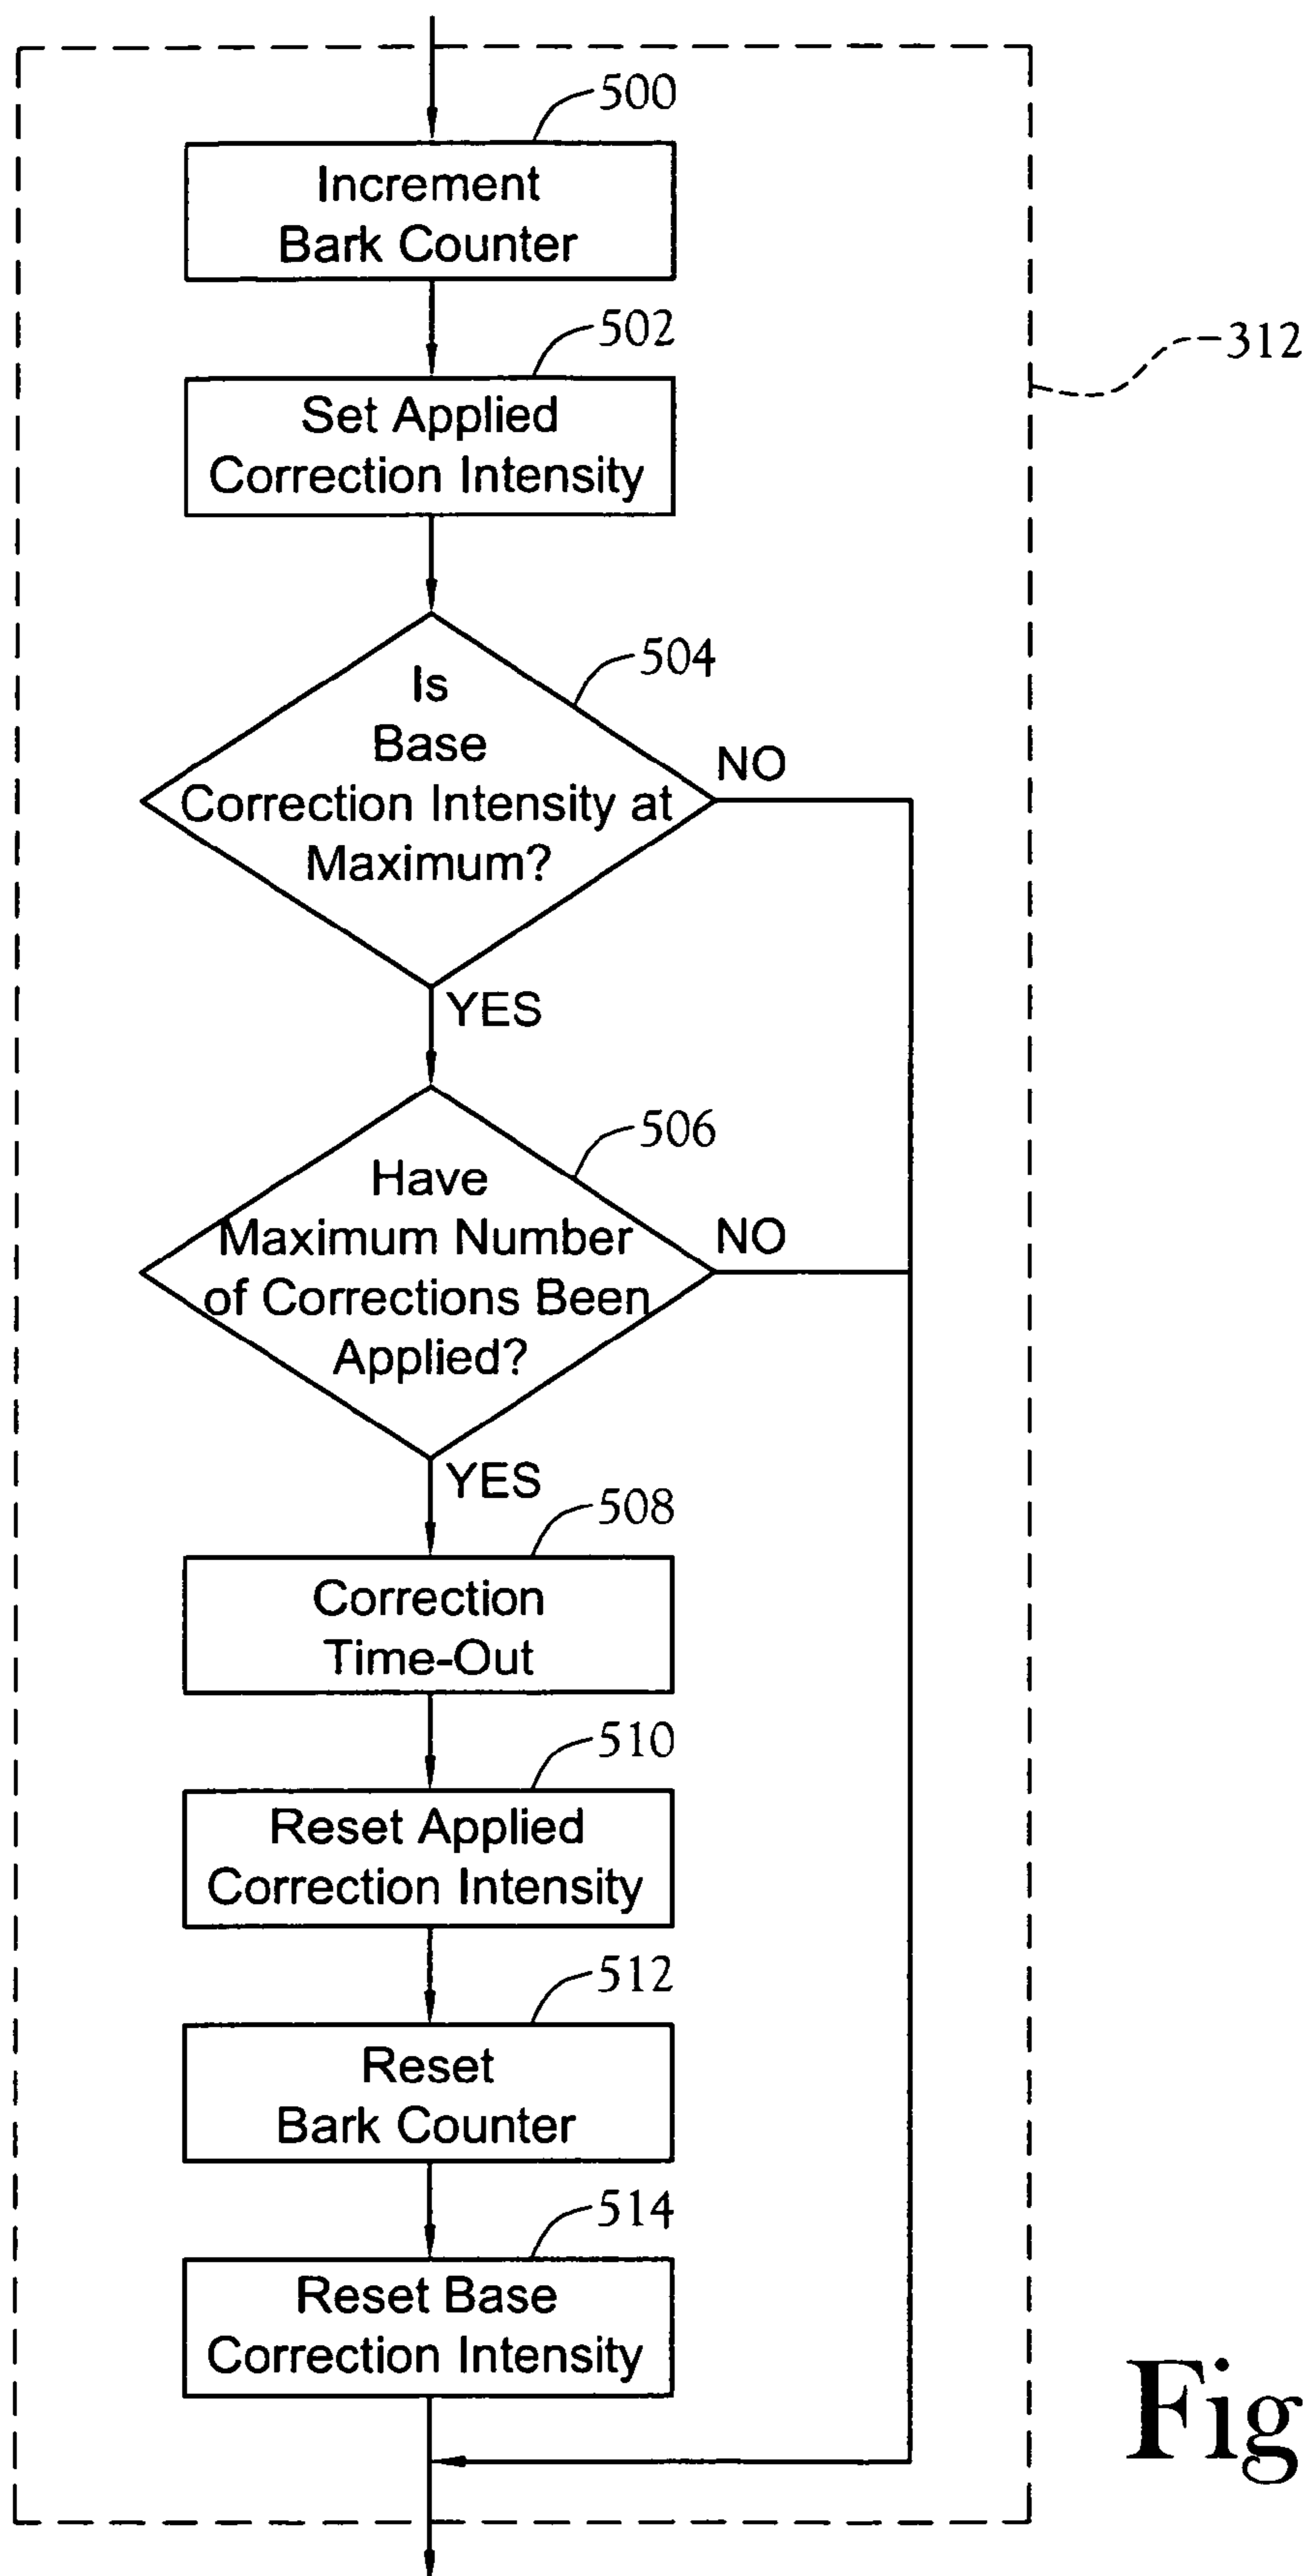 500
Increment
Bark Counter
502
Set Applied
Correction Intensity
312
504
Is
Base
Correction Intensity at
Maximum?
NO
YES
506
Have
Maximum Number
of Corrections Been
Applied?
NO
YES
508
Correction
Time-Out
510
Reset Applied
Correction Intensity
512
Reset
Bark Counter
514
Reset Base
Correction Intensity
Fig